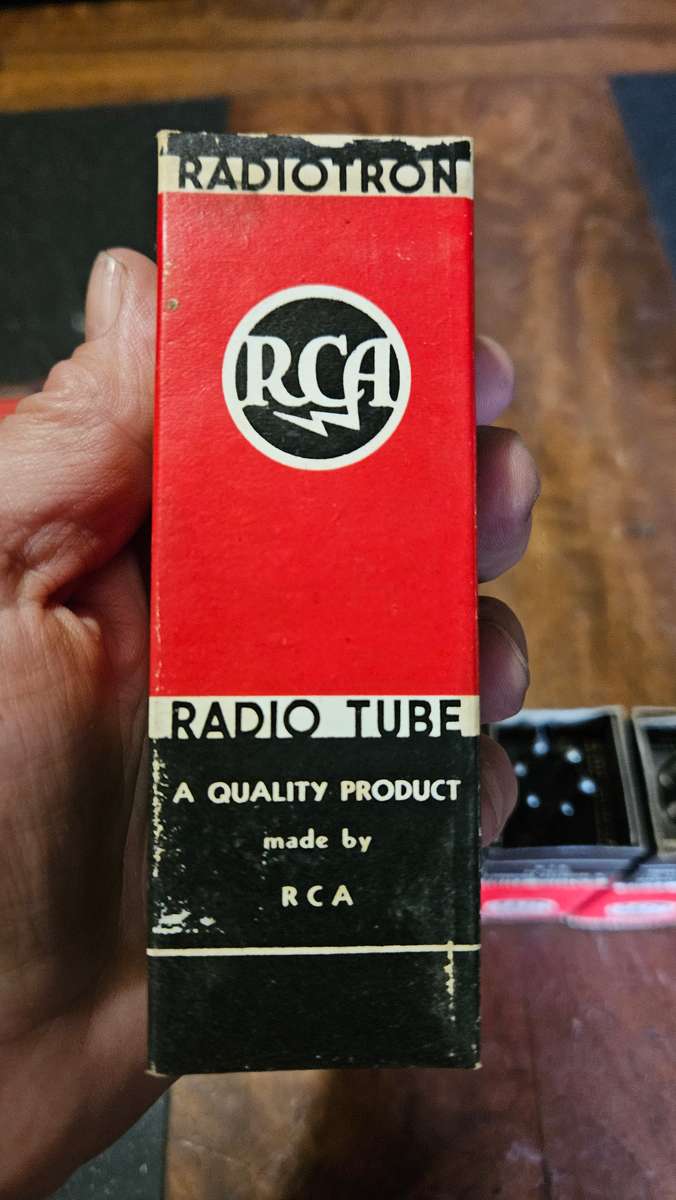 RADIOTRON
RCA
RADIO TUBE
A QUALITY PRODUCT
made by
RCA